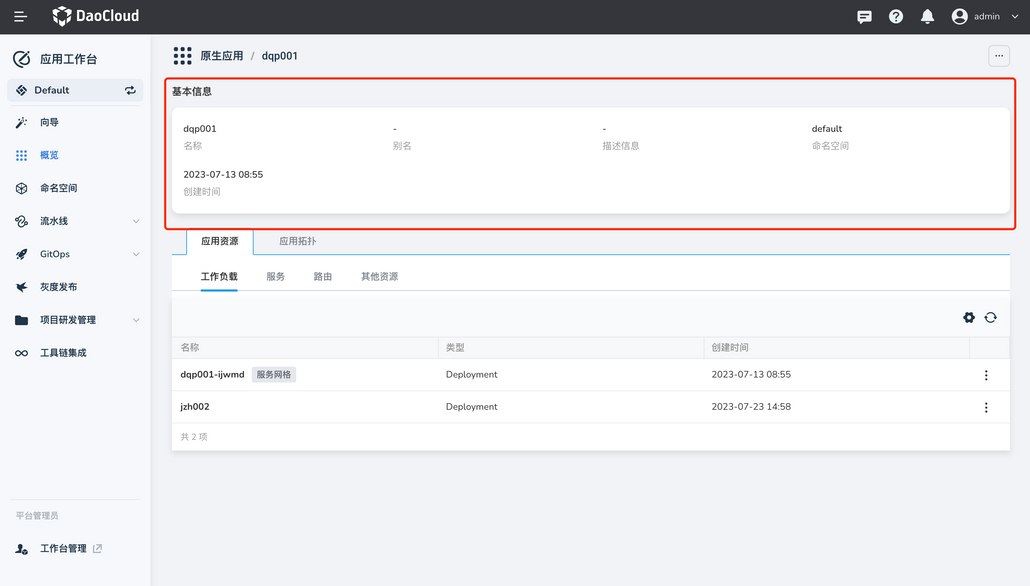 DaoCloud
admin
应用工作台
Default
向导
概览
命名空间
流水线
GitOps
灰度发布
项目研发管理
工具链集成
平台管理员
工作台管理
原生应用 / dqp001
基本信息
dqp001 - - default
名称 别名 描述信息 命名空间
2023-07-13 08:55
创建时间
应用资源 应用拓扑
工作负载 服务 路由 其他资源
名称 类型 创建时间
dqp001-ijwmd 服务网格 Deployment 2023-07-13 08:55
jzh002 Deployment 2023-07-23 14:58
共 2 项